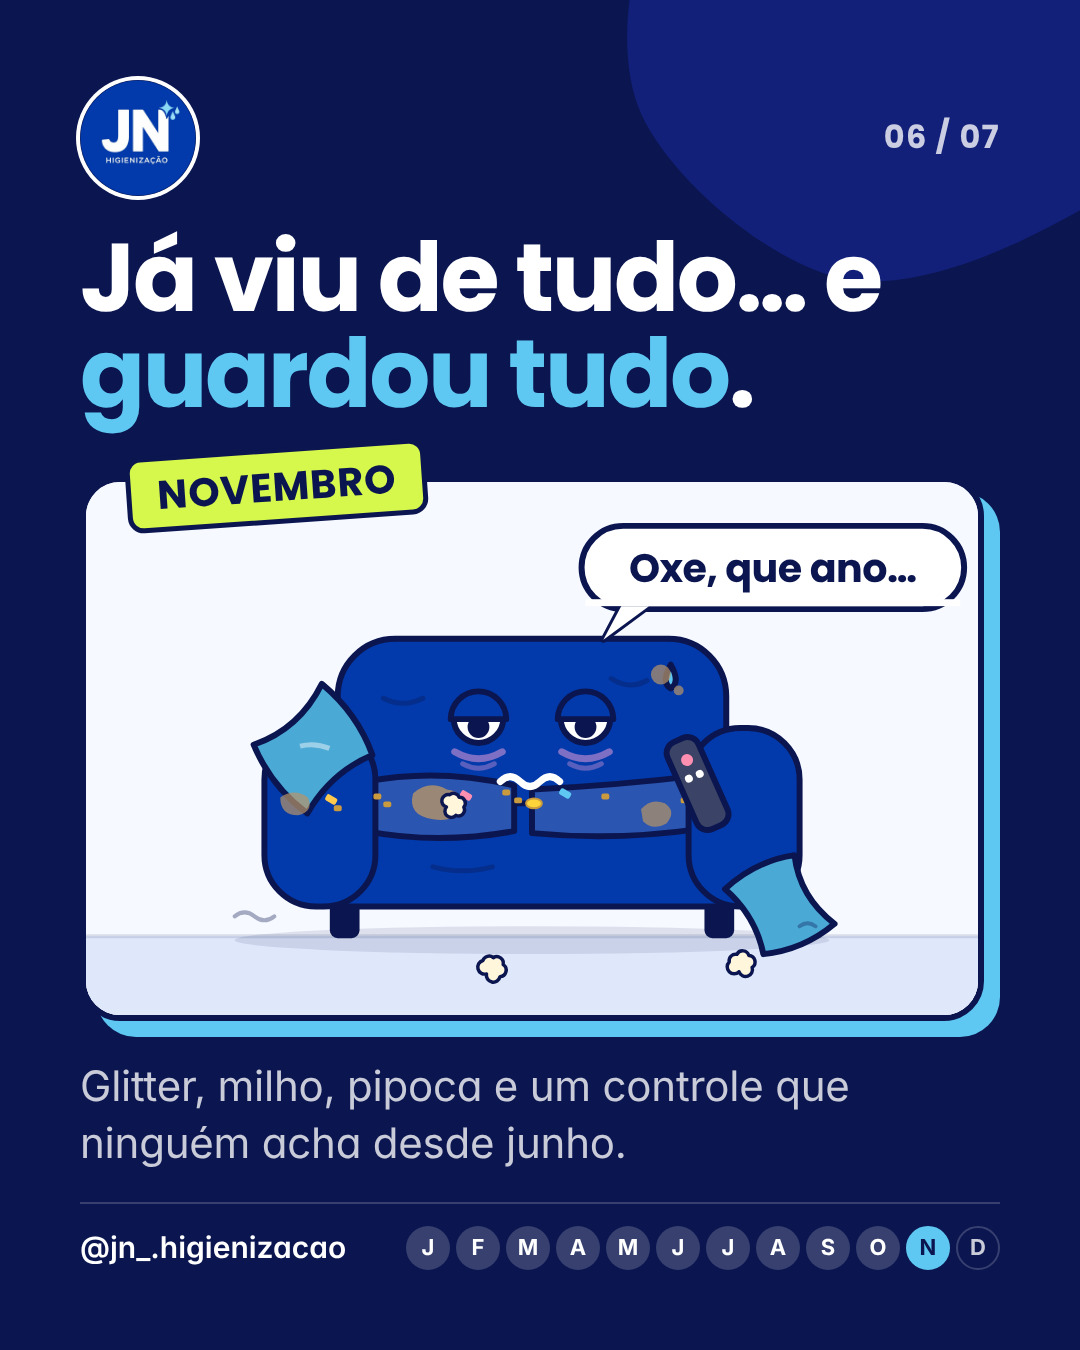 JN
HIGIENIZAÇÃO
06 / 07
Já viu de tudo... e
guardou tudo.
NOVEMBRO
Oxe, que ano...
Glitter, milho, pipoca e um controle que
ninguém acha desde junho.
@jn_.higienizacao
J F M A M J J A S O N D